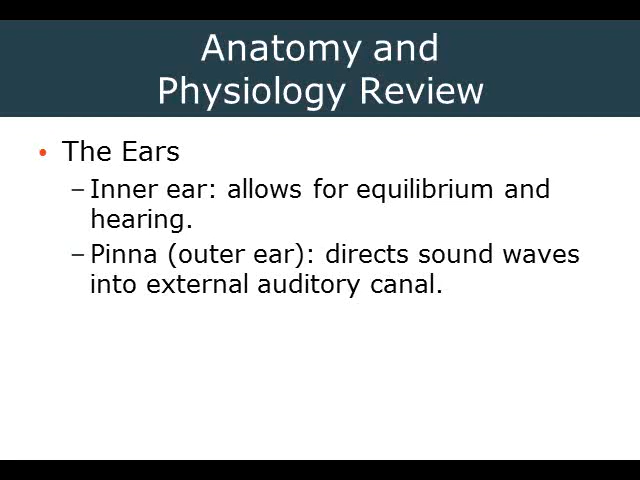 Anatomy and
Physiology Review
• The Ears
– Inner ear: allows for equilibrium and
hearing.
– Pinna (outer ear): directs sound waves
into external auditory canal.